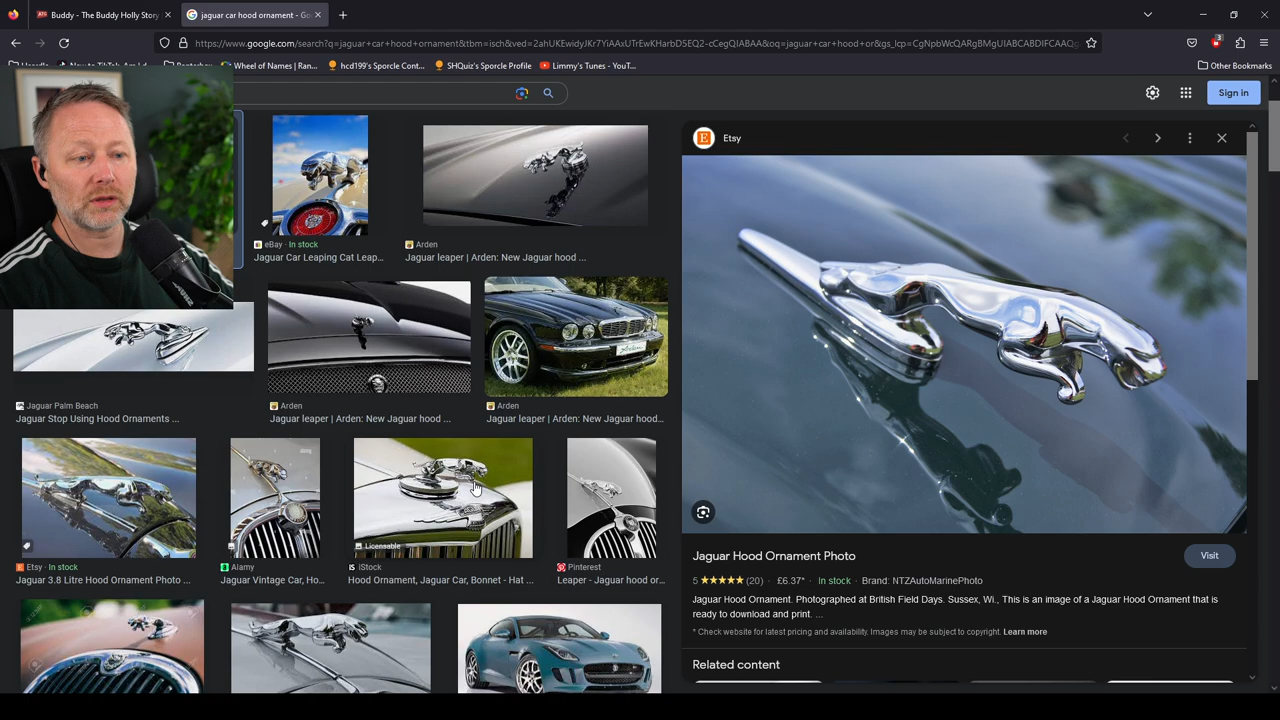 Buddy - The Buddy Holly Story
jaguar car hood ornament - Go
https://www.google.com/search?q=jaguar+car+hood+ornament&tbm=isch&ved=2ahUKEwidyJKr7YiAAxUTrEwKHarbDSEQ2-cCegQIABAA&oq=jaguar+car+hood+or&gs_lcp=CgNpbWcQARgBMgUIABCABDIFCAAQg
3
Wheel of Names | Ran...
hcd199's Sporcle Cont...
SHQuiz's Sporcle Profile
Limmy's Tunes - YouT...
Other Bookmarks
Sign in
E Etsy
eBay · In stock
Jaguar Car Leaping Cat Leap...
Arden
Jaguar leaper | Arden: New Jaguar hood ...
Jaguar Palm Beach
Jaguar Stop Using Hood Ornaments ...
Arden
Jaguar leaper | Arden: New Jaguar hood ...
Arden
Jaguar leaper | Arden: New Jaguar hood...
Etsy · In stock
Jaguar 3.8 Litre Hood Ornament Photo ...
Alamy
Jaguar Vintage Car, Ho...
Licensable
iS iStock
Hood Ornament, Jaguar Car, Bonnet - Hat ...
Pinterest
Leaper - Jaguar hood or...
Jaguar Hood Ornament Photo
Visit
5 ★★★★★ (20) · £6.37* · In stock · Brand: NTZAutoMarinePhoto
Jaguar Hood Ornament. Photographed at British Field Days. Sussex, Wi., This is an image of a Jaguar Hood Ornament that is
ready to download and print. ...
* Check website for latest pricing and availability. Images may be subject to copyright. Learn more
Related content